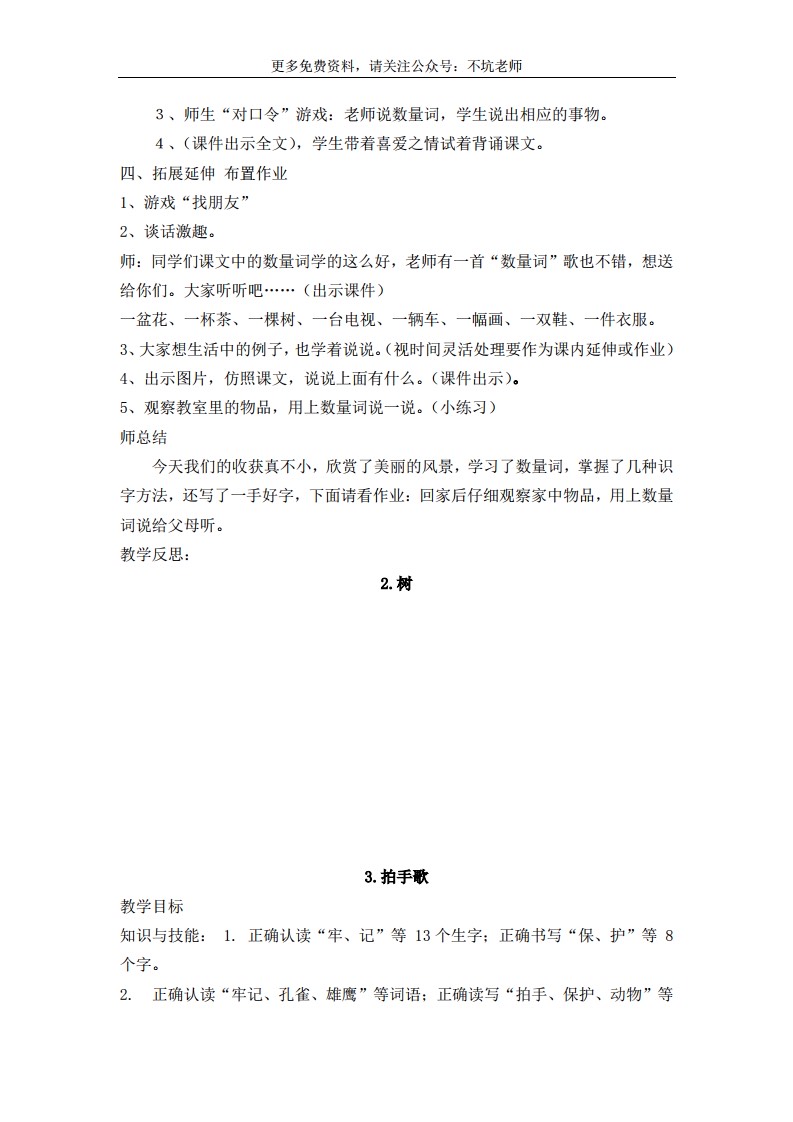 更多免费资料，请关注公众号：不坑老师
３、师生“对口令”游戏：老师说数量词，学生说出相应的事物。
４、（课件出示全文），学生带着喜爱之情试着背诵课文。
四、拓展延伸 布置作业
1、游戏“找朋友”
2、谈话激趣。
师：同学们课文中的数量词学的这么好，老师有一首“数量词”歌也不错，想送
给你们。大家听听吧……（出示课件）
一盆花、一杯茶、一棵树、一台电视、一辆车、一幅画、一双鞋、一件衣服。
3、大家想生活中的例子，也学着说说。（视时间灵活处理要作为课内延伸或作业）
4、出示图片，仿照课文，说说上面有什么。（课件出示）。
5、观察教室里的物品，用上数量词说一说。（小练习）
师总结
今天我们的收获真不小，欣赏了美丽的风景，学习了数量词，掌握了几种识
字方法，还写了一手好字，下面请看作业：回家后仔细观察家中物品，用上数量
词说给父母听。
教学反思：
2.树
3.拍手歌
教学目标
知识与技能： 1. 正确认读“牢、记”等 13 个生字；正确书写“保、护”等 8
个字。
2. 正确认读“牢记、孔雀、雄鹰”等词语；正确读写“拍手、保护、动物”等